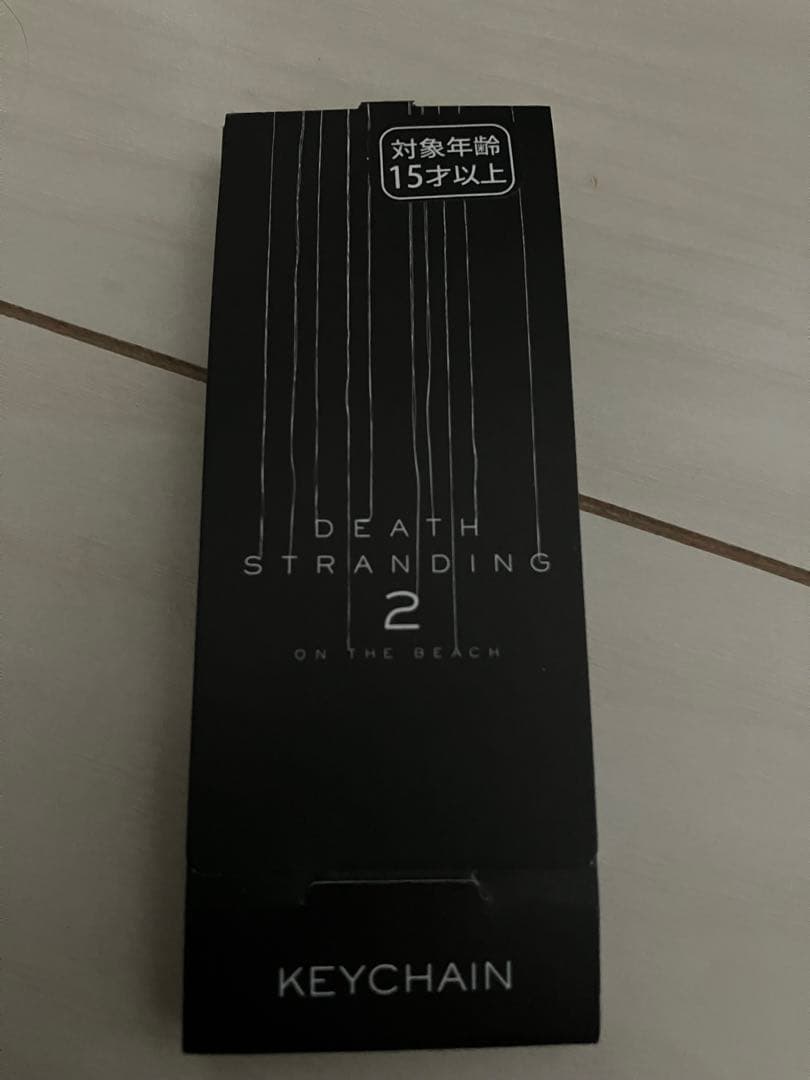 対象年齢
15才以上
DEATH
STRANDING
2
ON THE BEACH
KEYCHAIN